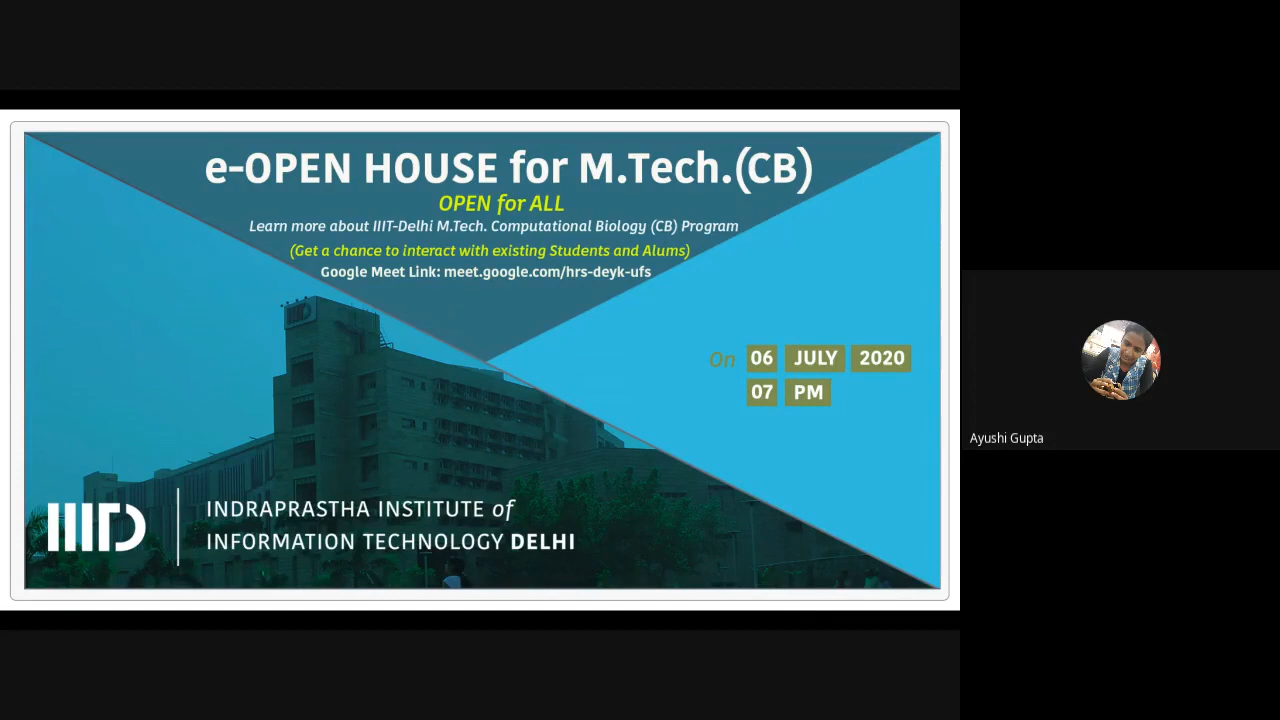 e-OPEN HOUSE for M.Tech.(CB)
OPEN for ALL
Learn more about IIIT-Delhi M.Tech. Computational Biology (CB) Program
(Get a chance to interact with existing Students and Alums)
Google Meet Link: meet.google.com/hrs-deyk-ufs
On 06 JULY 2020
07 PM
IIITD
INDRAPRASTHA INSTITUTE of
INFORMATION TECHNOLOGY DELHI
Ayushi Gupta